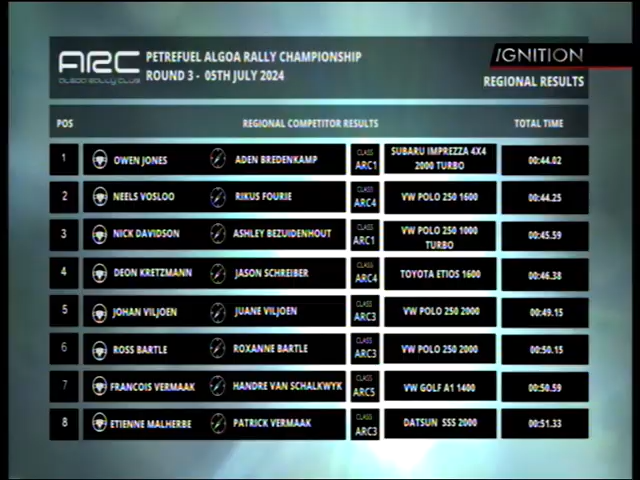 ARC
ALGOA RALLY CLUB
PETREFUEL ALGOA RALLY CHAMPIONSHIP
ROUND 3 - 05TH JULY 2024
IGNITION
REGIONAL RESULTS
POS REGIONAL COMPETITOR RESULTS TOTAL TIME
1 OWEN JONES ADEN BREDENKAMP CLASS ARC1 SUBARU IMPREZZA 4X4 2000 TURBO 00:44.02
2 NEELS VOSLOO RIKUS FOURIE CLASS ARC4 VW POLO 250 1600 00:44.25
3 NICK DAVIDSON ASHLEY BEZUIDENHOUT CLASS ARC1 VW POLO 250 1000 TURBO 00:45.59
4 DEON KRETZMANN JASON SCHREIBER CLASS ARC4 TOYOTA ETIOS 1600 00:46.38
5 JOHAN VILJOEN JUANE VILJOEN CLASS ARC3 VW POLO 250 2000 00:49.15
6 ROSS BARTLE ROXANNE BARTLE CLASS ARC3 VW POLO 250 2000 00:50.15
7 FRANCOIS VERMAAK HANDRE VAN SCHALKWYK CLASS ARC5 VW GOLF A1 1400 00:50.59
8 ETIENNE MALHERBE PATRICK VERMAAK CLASS ARC3 DATSUN SSS 2000 00:51.33